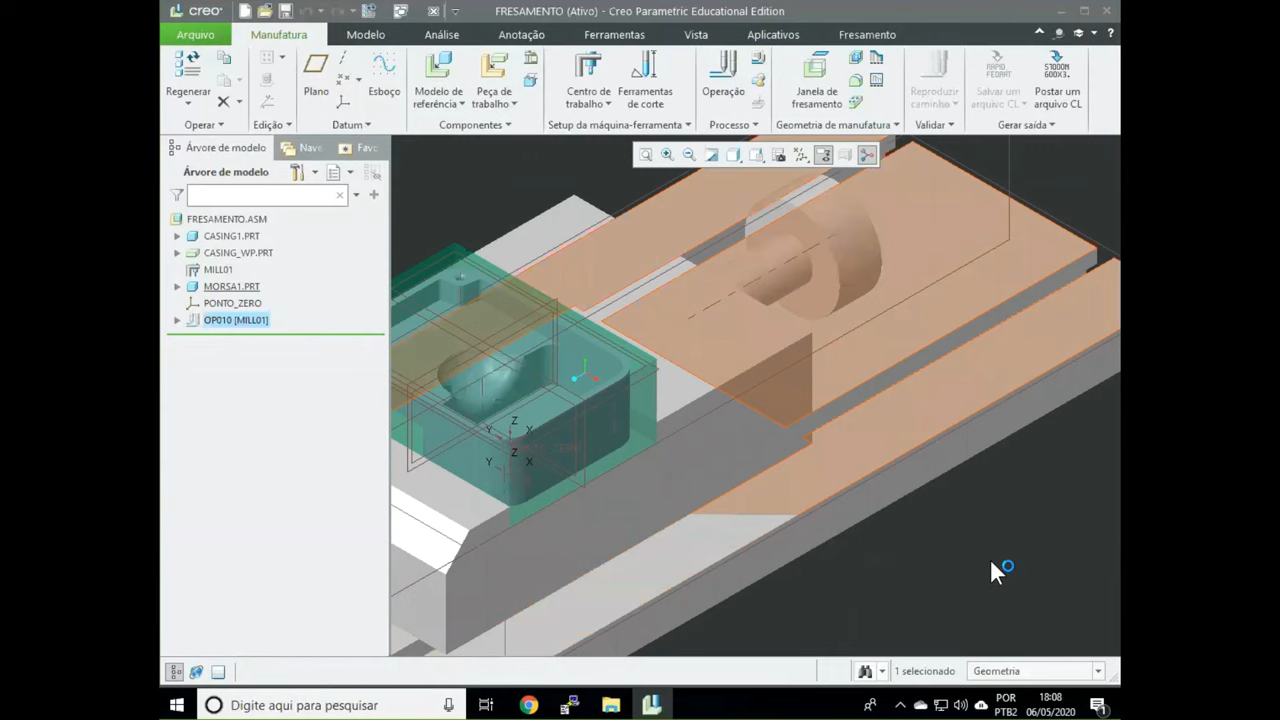 creo
FRESAMENTO (Ativo) - Creo Parametric Educational Edition
Arquivo Manufatura Modelo Análise Anotação Ferramentas Vista Aplicativos Fresamento
Regenerar
Plano
Esboço
Modelo de referência
Peça de trabalho
Centro de trabalho
Ferramentas de corte
Operação
Janela de fresamento
Reproduzir caminho
RAPID
Salvar um arquivo CL
Postar um arquivo CL
Operar Edição Datum Componentes Setup da máquina-ferramenta Processo Geometria de manufatura Validar Gerar saída
Árvore de modelo Nave Favc
Árvore de modelo
FRESAMENTO.ASM
CASING1.PRT
CASING_WP.PRT
MILL01
MORSA1.PRT
PONTO_ZERO
OP010 [MILL01]
Z
Y X
Z
Y X
1 selecionado Geometria
Digite aqui para pesquisar
POR 18:08
PTB2 06/05/2020